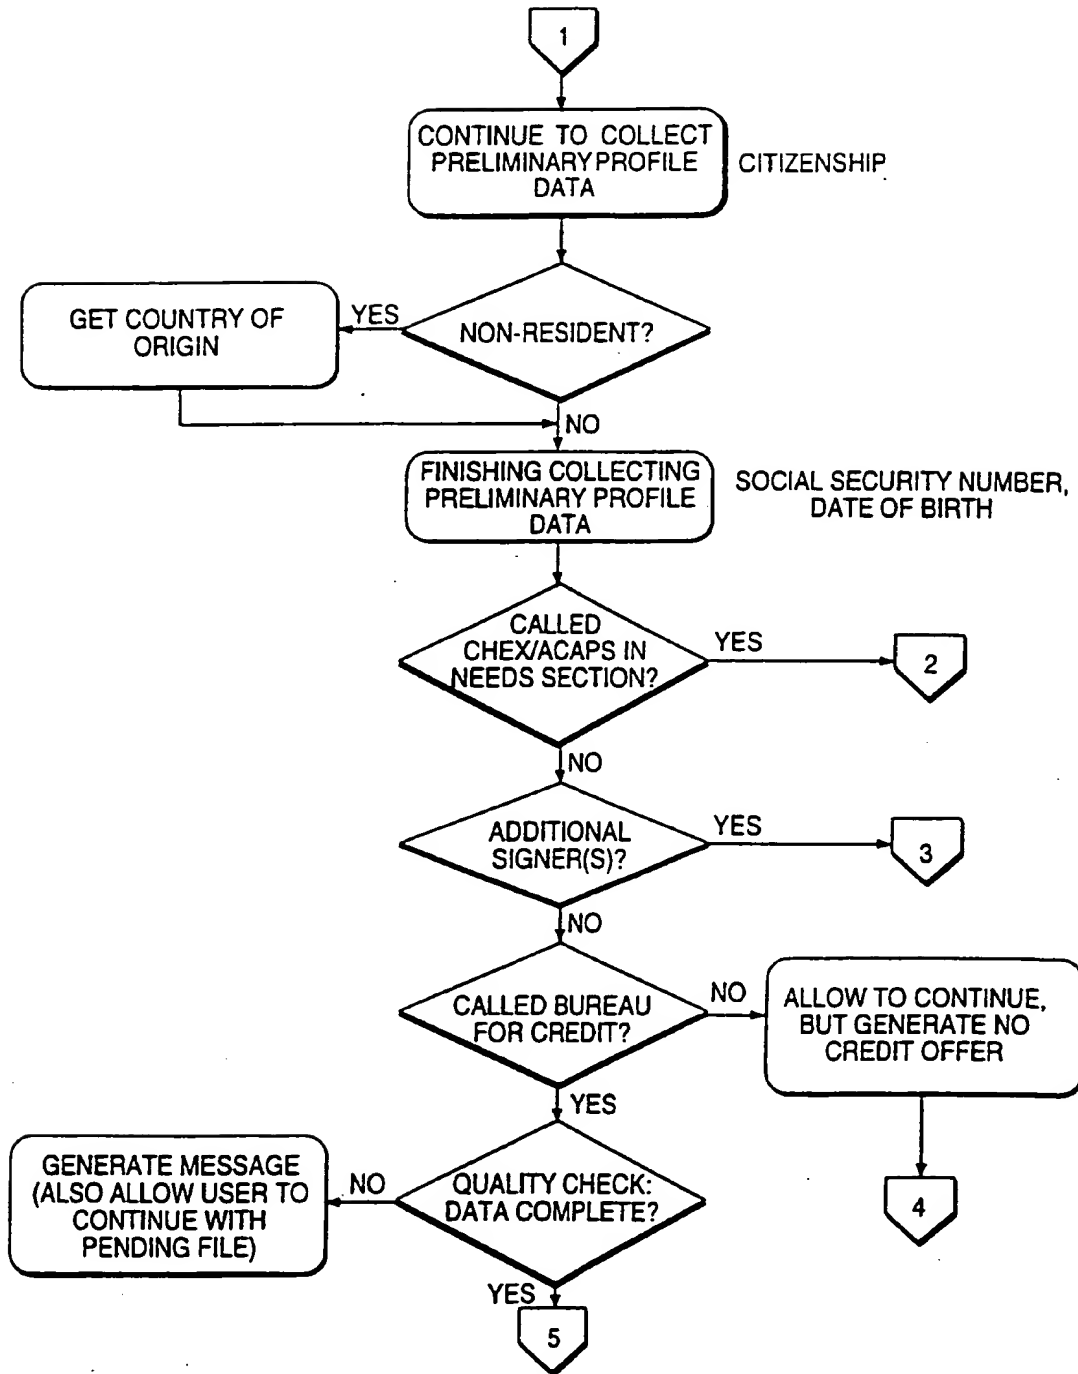 1
CONTINUE TO COLLECT
PRELIMINARY PROFILE
DATA
CITIZENSHIP
NON-RESIDENT?
YES
GET COUNTRY OF
ORIGIN
NO
FINISHING COLLECTING
PRELIMINARY PROFILE
DATA
SOCIAL SECURITY NUMBER,
DATE OF BIRTH
CALLED
CHEX/ACAPS IN
NEEDS SECTION?
YES
2
NO
ADDITIONAL
SIGNER(S)?
YES
3
NO
CALLED BUREAU
FOR CREDIT?
NO
ALLOW TO CONTINUE,
BUT GENERATE NO
CREDIT OFFER
4
YES
QUALITY CHECK:
DATA COMPLETE?
NO
GENERATE MESSAGE
(ALSO ALLOW USER TO
CONTINUE WITH
PENDING FILE)
YES
5